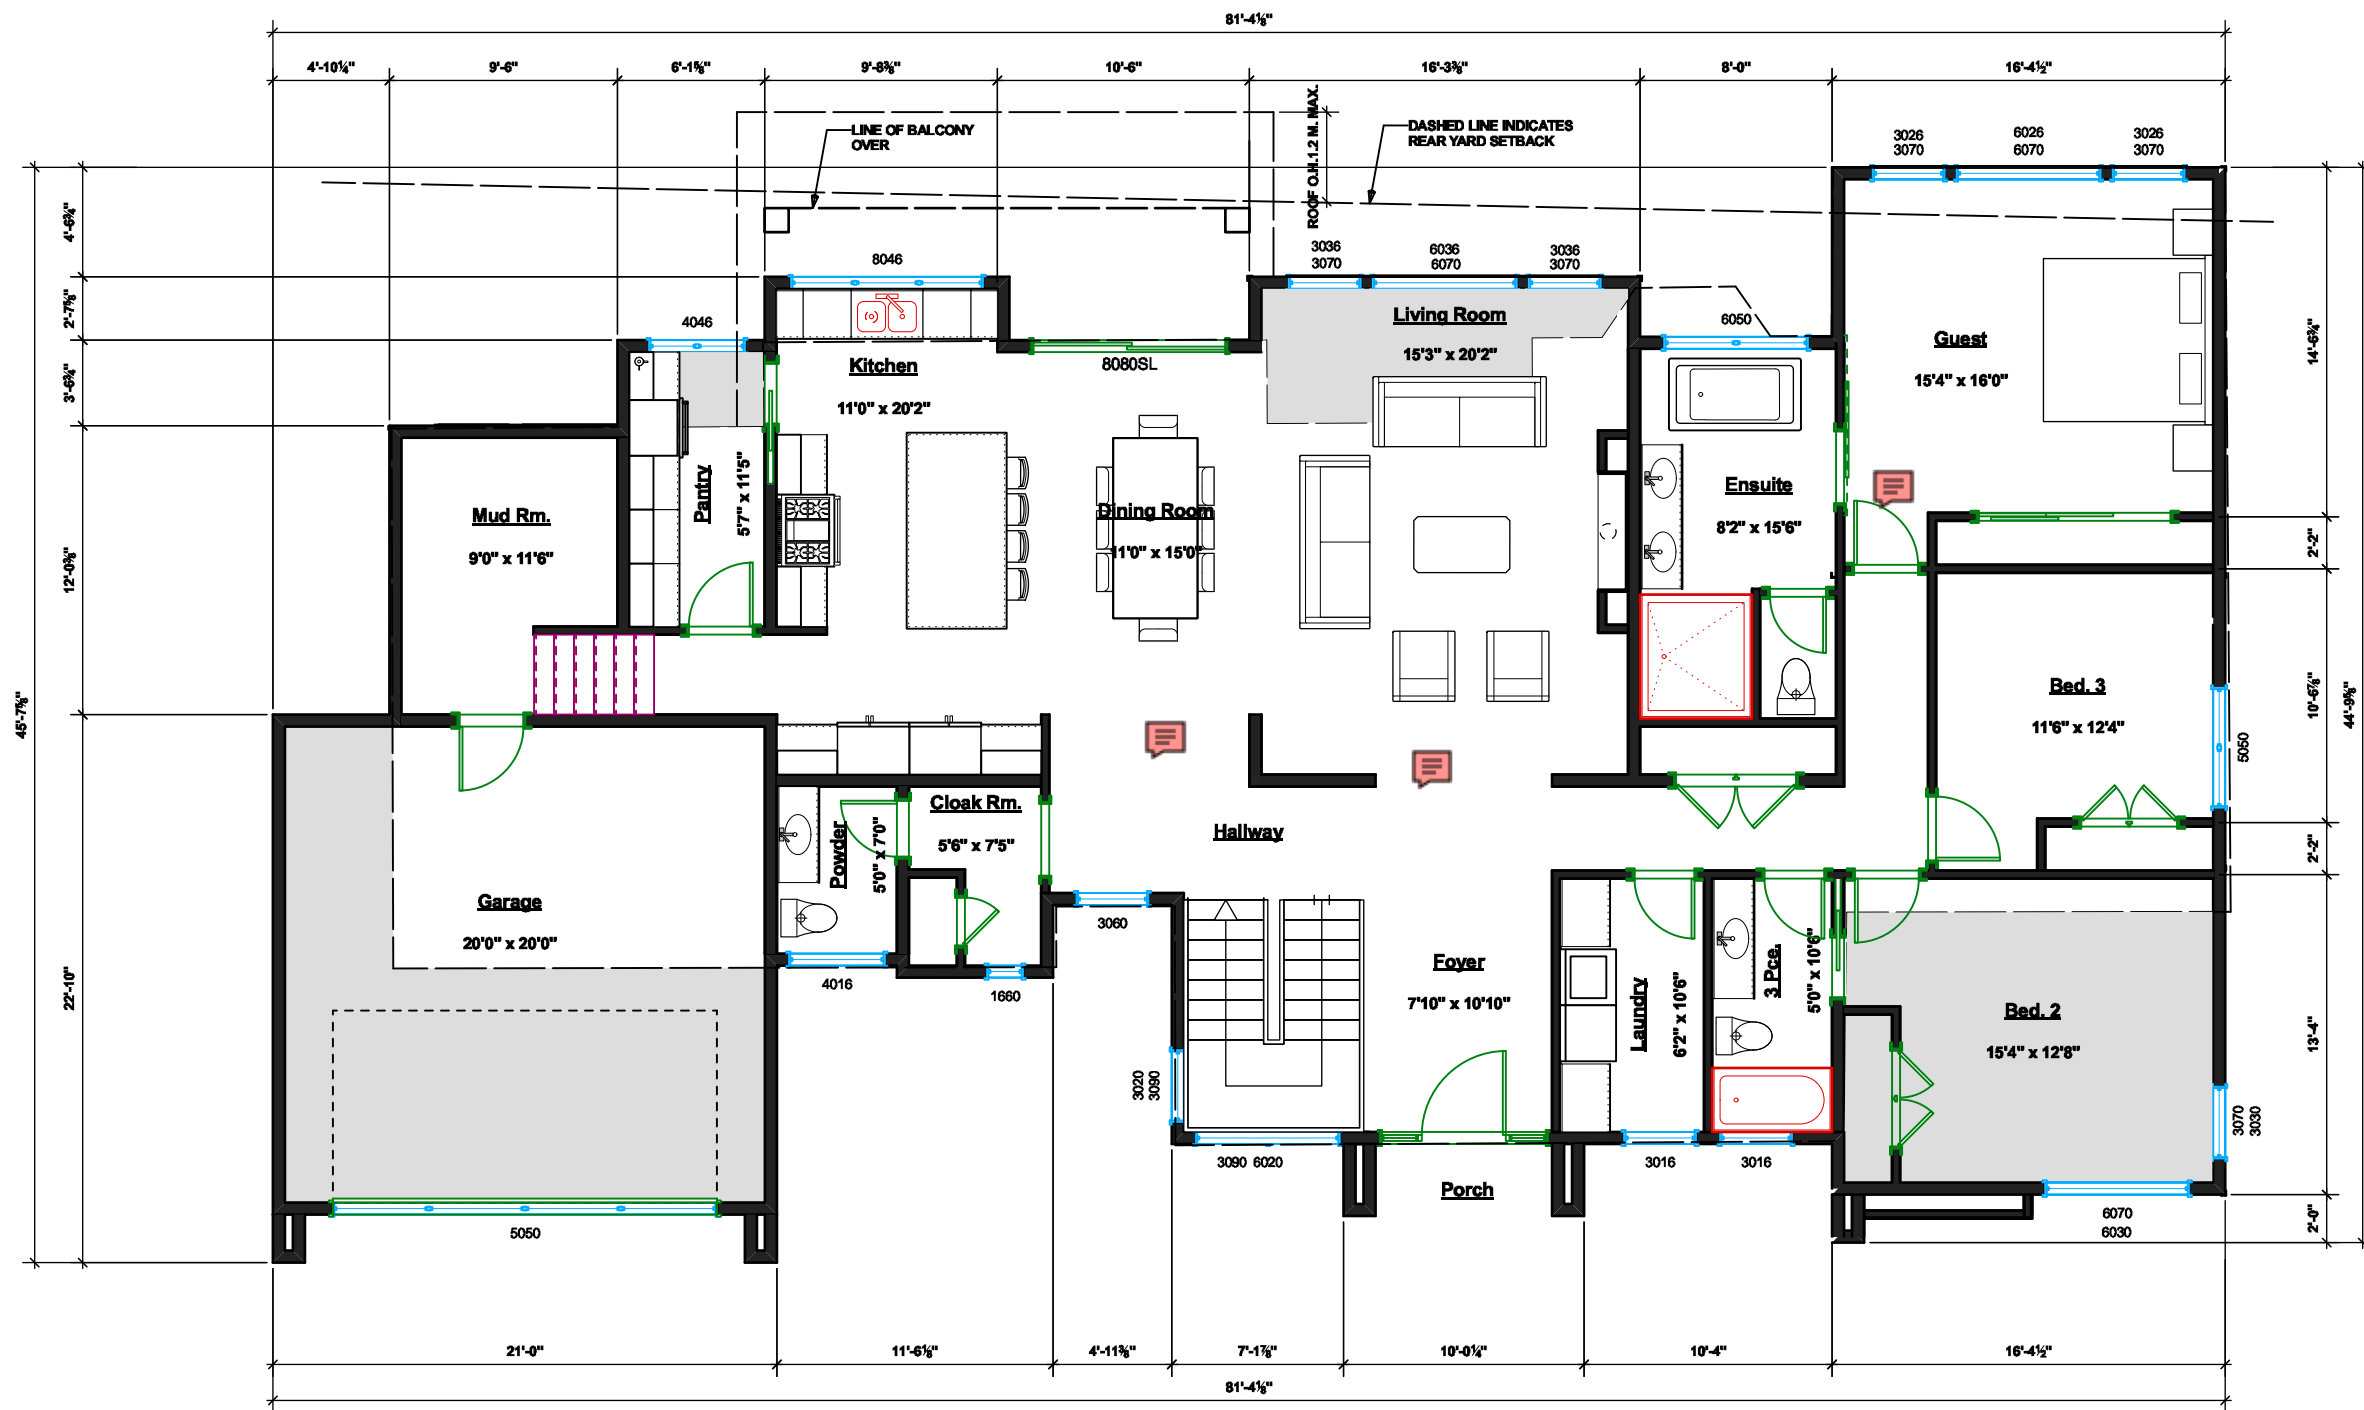 81'-4⅛"
4'-10¼"
9'-6"
6'-1⅝"
9'-8⅜"
10'-6"
16'-3⅜"
8'-0"
16'-4½"
LINE OF BALCONY
OVER
ROOF O.H.1.2 M. MAX.
DASHED LINE INDICATES
REAR YARD SETBACK
3026
3070
6026
6070
3026
3070
4'-6¾"
2'-7⅝"
3'-6¾"
12'-0⅜"
22'-10"
45'-7⅝"
8046
4046
8080SL
3036
3070
6036
6070
3036
3070
6050
Living Room
15'3" x 20'2"
Kitchen
11'0" x 20'2"
Guest
15'4" x 16'0"
Pantry
5'7" x 11'5"
Mud Rm.
9'0" x 11'6"
Dining Room
11'0" x 15'0"
Ensuite
8'2" x 15'6"
14'-6¾"
2'-2"
10'-6⅞"
2'-2"
13'-4"
2'-0"
44'-9⅝"
Bed. 3
11'6" x 12'4"
5050
Cloak Rm.
5'6" x 7'5"
Powder
5'0" x 7'0"
Hallway
Garage
20'0" x 20'0"
3060
4016
1660
Foyer
7'10" x 10'10"
Laundry
6'2" x 10'6"
3 Pce.
5'0" x 10'6"
Bed. 2
15'4" x 12'8"
3020
3090
3070
3030
3090 6020
3016
3016
Porch
5050
6070
6030
21'-0"
11'-6⅛"
4'-11⅜"
7'-1⅞"
10'-0¼"
10'-4"
16'-4½"
81'-4⅛"